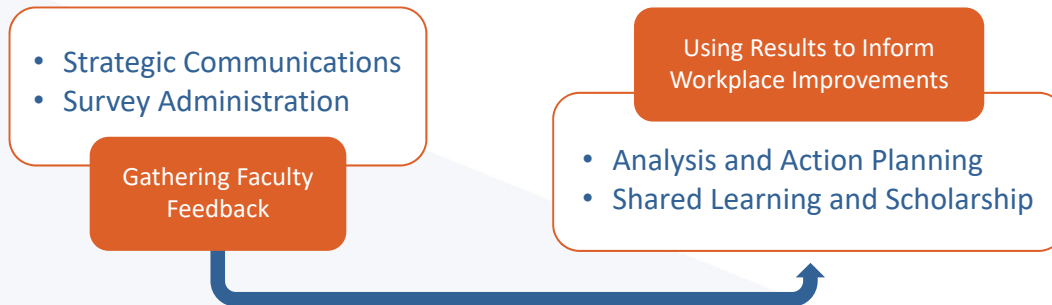 • Strategic Communications
• Survey Administration
Gathering Faculty
Feedback
Using Results to Inform
Workplace Improvements
• Analysis and Action Planning
• Shared Learning and Scholarship